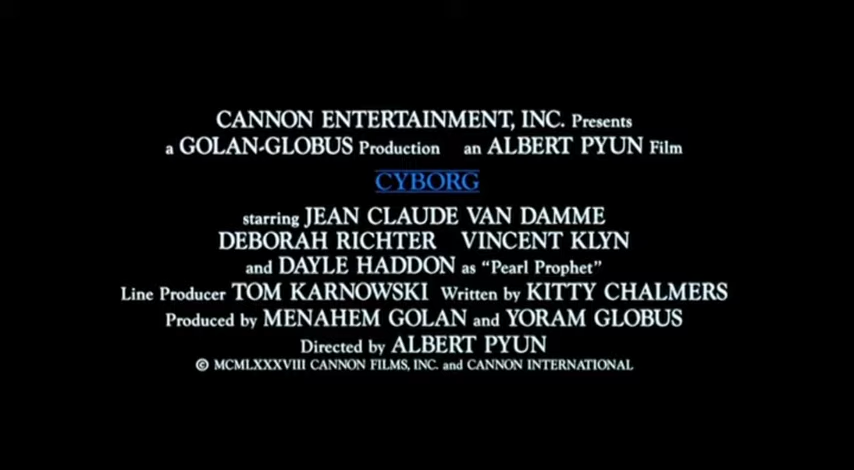 CANNON ENTERTAINMENT, INC. Presents
a GOLAN-GLOBUS Production an ALBERT PYUN Film
CYBORG
starring JEAN CLAUDE VAN DAMME
DEBORAH RICHTER VINCENT KLYN
and DAYLE HADDON as "Pearl Prophet"
Line Producer TOM KARNOWSKI Written by KITTY CHALMERS
Produced by MENAHEM GOLAN and YORAM GLOBUS
Directed by ALBERT PYUN
© MCMLXXXVIII CANNON FILMS, INC. and CANNON INTERNATIONAL